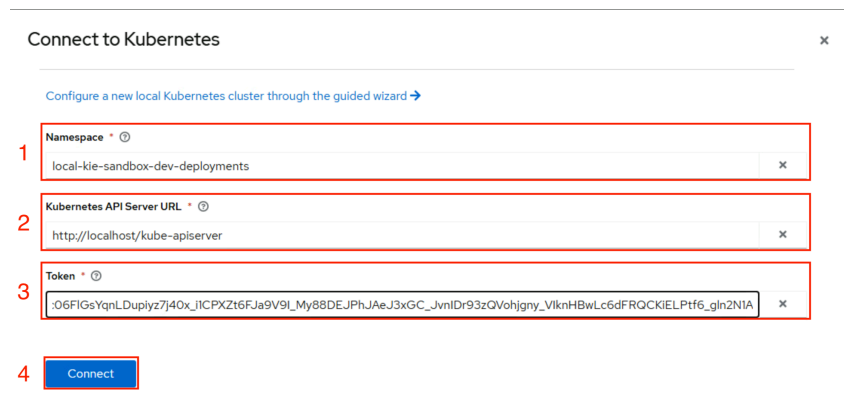 Connect to Kubernetes
Configure a new local Kubernetes cluster through the guided wizard
1
Namespace *
local-kie-sandbox-dev-deployments
2
Kubernetes API Server URL *
http://localhost/kube-apiserver
3
Token *
:06FlGsYqnLDupiyz7j40x_i1CPXZt6FJa9V9I_My88DEJPhJAeJ3xGC_JvnIDr93zQVohjgny_VIknHBwLc6dFRQCKiELPtf6_gln2N1A
4
Connect